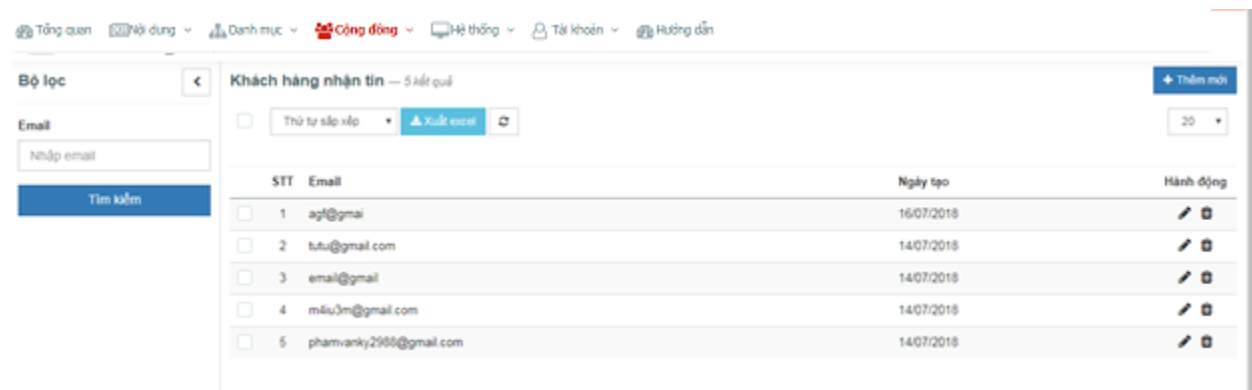 Tổng quan Nội dung Danh mục Cộng đồng Hệ thống Tài khoản Hướng dẫn
Bộ lọc
Khách hàng nhận tin — 5 kết quả
+ Thêm mới
Email
Thứ tự sắp xếp Xuất excel
20
Nhập email
Tìm kiếm
STT Email Ngày tạo Hành động
1 agf@gmai 16/07/2018
2 tutu@gmail.com 14/07/2018
3 email@gmail 14/07/2018
4 m4iu3m@gmail.com 14/07/2018
5 phamvanky2988@gmail.com 14/07/2018